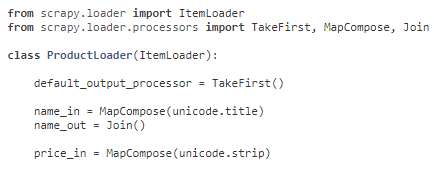 from scrapy.loader import ItemLoader
from scrapy.loader.processors import TakeFirst, MapCompose, Join
class ProductLoader(ItemLoader):
    default_output_processor = TakeFirst()
    name_in = MapCompose(unicode.title)
    name_out = Join()
    price_in = MapCompose(unicode.strip)